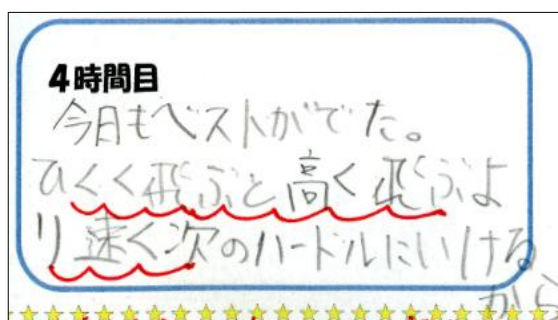 4時間目
今日もベストがでた。
ひくく飛ぶと高く飛ぶよ
り速く次のハードルにいける
から